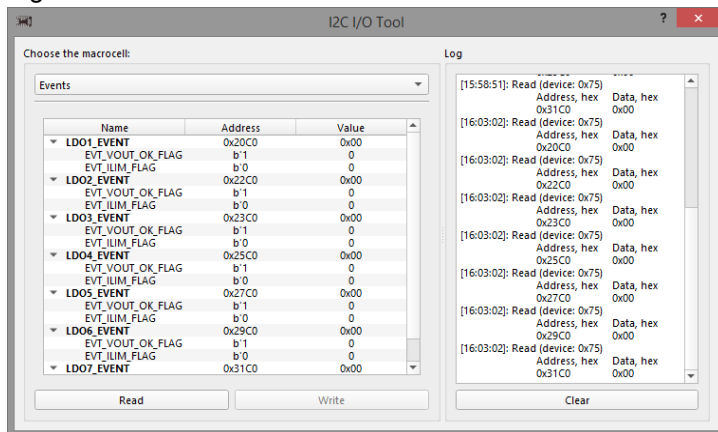 I2C I/O Tool ? ×
Choose the macrocell:
Events
Name Address Value
LDO1_EVENT 0x20C0 0x00
EVT_VOUT_OK_FLAG b'1 0
EVT_ILIM_FLAG b'0 0
LDO2_EVENT 0x22C0 0x00
EVT_VOUT_OK_FLAG b'1 0
EVT_ILIM_FLAG b'0 0
LDO3_EVENT 0x23C0 0x00
EVT_VOUT_OK_FLAG b'1 0
EVT_ILIM_FLAG b'0 0
LDO4_EVENT 0x25C0 0x00
EVT_VOUT_OK_FLAG b'1 0
EVT_ILIM_FLAG b'0 0
LDO5_EVENT 0x27C0 0x00
EVT_VOUT_OK_FLAG b'1 0
EVT_ILIM_FLAG b'0 0
LDO6_EVENT 0x29C0 0x00
EVT_VOUT_OK_FLAG b'1 0
EVT_ILIM_FLAG b'0 0
LDO7_EVENT 0x31C0 0x00
Read Write
Log
[15:58:51]: Read (device: 0x75)
Address, hex Data, hex
0x31C0 0x00
[16:03:02]: Read (device: 0x75)
Address, hex Data, hex
0x20C0 0x00
[16:03:02]: Read (device: 0x75)
Address, hex Data, hex
0x22C0 0x00
[16:03:02]: Read (device: 0x75)
Address, hex Data, hex
0x23C0 0x00
[16:03:02]: Read (device: 0x75)
Address, hex Data, hex
0x25C0 0x00
[16:03:02]: Read (device: 0x75)
Address, hex Data, hex
0x27C0 0x00
[16:03:02]: Read (device: 0x75)
Address, hex Data, hex
0x29C0 0x00
[16:03:02]: Read (device: 0x75)
Address, hex Data, hex
0x31C0 0x00
Clear